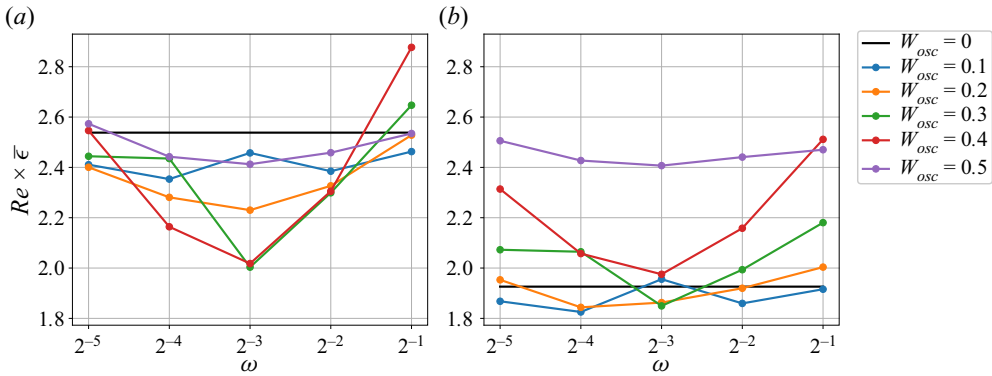 (a)
(b)
Re × ε̅
2.8
2.6
2.4
2.2
2.0
1.8
2⁻⁵ 2⁻⁴ 2⁻³ 2⁻² 2⁻¹
ω
2.8
2.6
2.4
2.2
2.0
1.8
2⁻⁵ 2⁻⁴ 2⁻³ 2⁻² 2⁻¹
ω
W_osc = 0
W_osc = 0.1
W_osc = 0.2
W_osc = 0.3
W_osc = 0.4
W_osc = 0.5